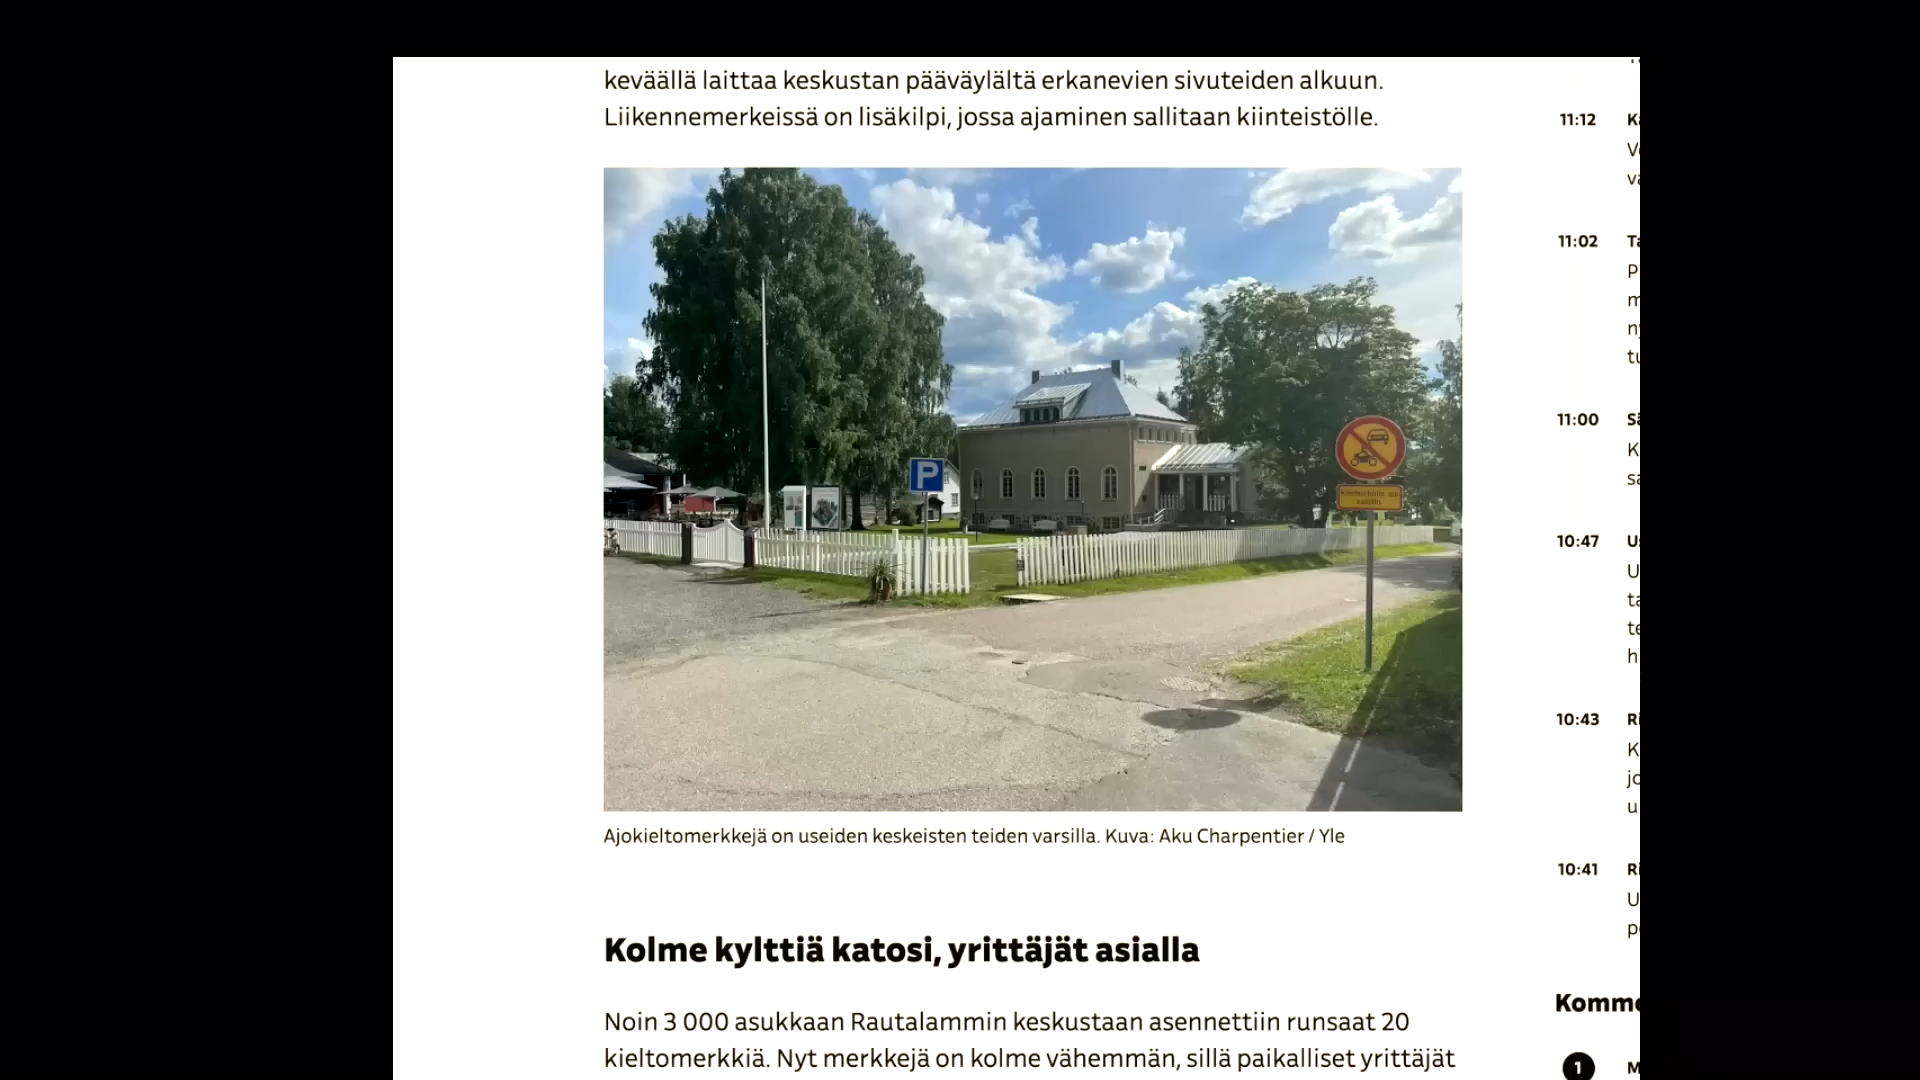 keväällä laittaa keskustan pääväylältä erkanevien sivuteiden alkuun.
Liikennemerkeissä on lisäkilpi, jossa ajaminen sallitaan kiinteistölle.
P
Ajokieltomerkkejä on useiden keskeisten teiden varsilla. Kuva: Aku Charpentier / Yle
Kolme kylttiä katosi, yrittäjät asialla
Noin 3 000 asukkaan Rautalammin keskustaan asennettiin runsaat 20
kieltomerkkiä. Nyt merkkejä on kolme vähemmän, sillä paikalliset yrittäjät
11:12
11:02
11:00
10:47
10:43
10:41
1